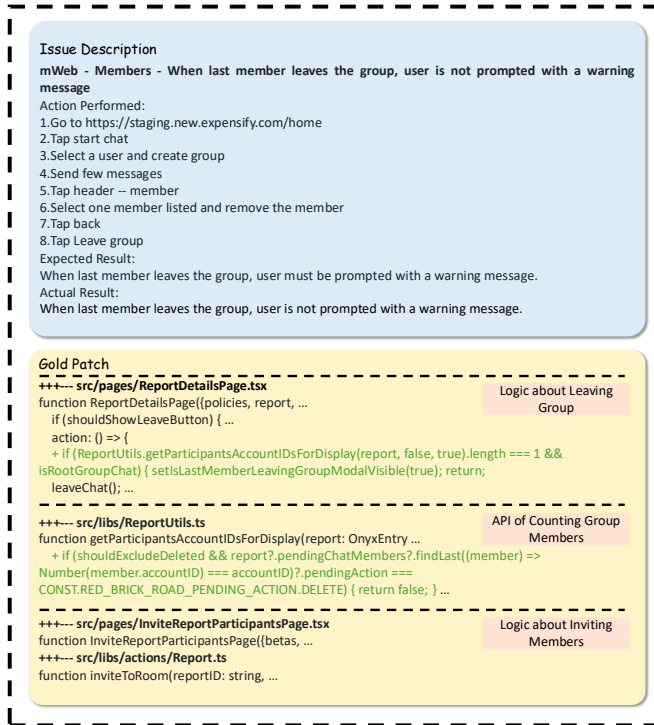 Issue Description
mWeb - Members - When last member leaves the group, user is not prompted with a warning
message
Action Performed:
1.Go to https://staging.new.expensify.com/home
2.Tap start chat
3.Select a user and create group
4.Send few messages
5.Tap header -- member
6.Select one member listed and remove the member
7.Tap back
8.Tap Leave group
Expected Result:
When last member leaves the group, user must be prompted with a warning message.
Actual Result:
When last member leaves the group, user is not prompted with a warning message.
Gold Patch
+++--- src/pages/ReportDetailsPage.tsx
Logic about Leaving
Group
function ReportDetailsPage({policies, report, ...
if (shouldShowLeaveButton) { ...
action: () => {
+ if (ReportUtils.getParticipantsAccountIDsForDisplay(report, false, true).length === 1 &&
isRootGroupChat) { setIsLastMemberLeavingGroupModalVisible(true); return;
leaveChat(); ...
+++--- src/libs/ReportUtils.ts
API of Counting Group
Members
function getParticipantsAccountIDsForDisplay(report: OnyxEntry ...
+ if (shouldExcludeDeleted && report?.pendingChatMembers?.findLast((member) =>
Number(member.accountID) === accountID)?.pendingAction ===
CONST.RED_BRICK_ROAD_PENDING_ACTION.DELETE) { return false; } ...
+++--- src/pages/InviteReportParticipantsPage.tsx
Logic about Inviting
Members
function InviteReportParticipantsPage({betas, ...
+++--- src/libs/actions/Report.ts
function inviteToRoom(reportID: string, ...